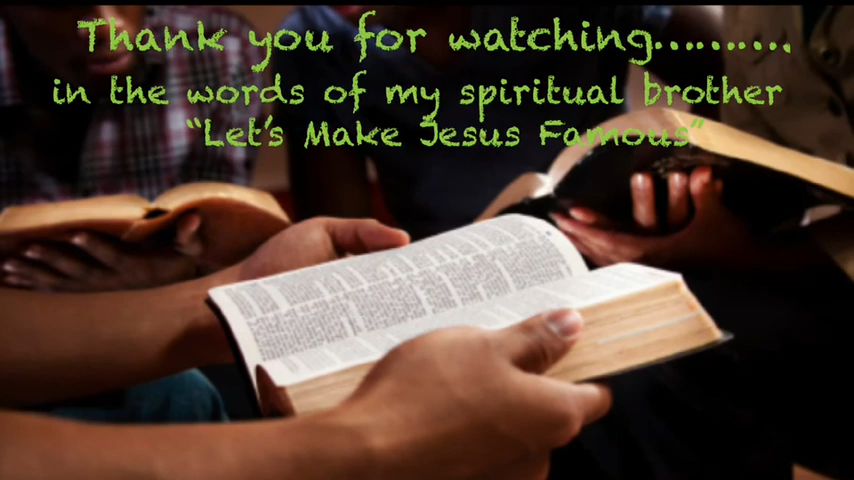 Thank you for watching..........
in the words of my spiritual brother
“Let’s Make Jesus Famous”